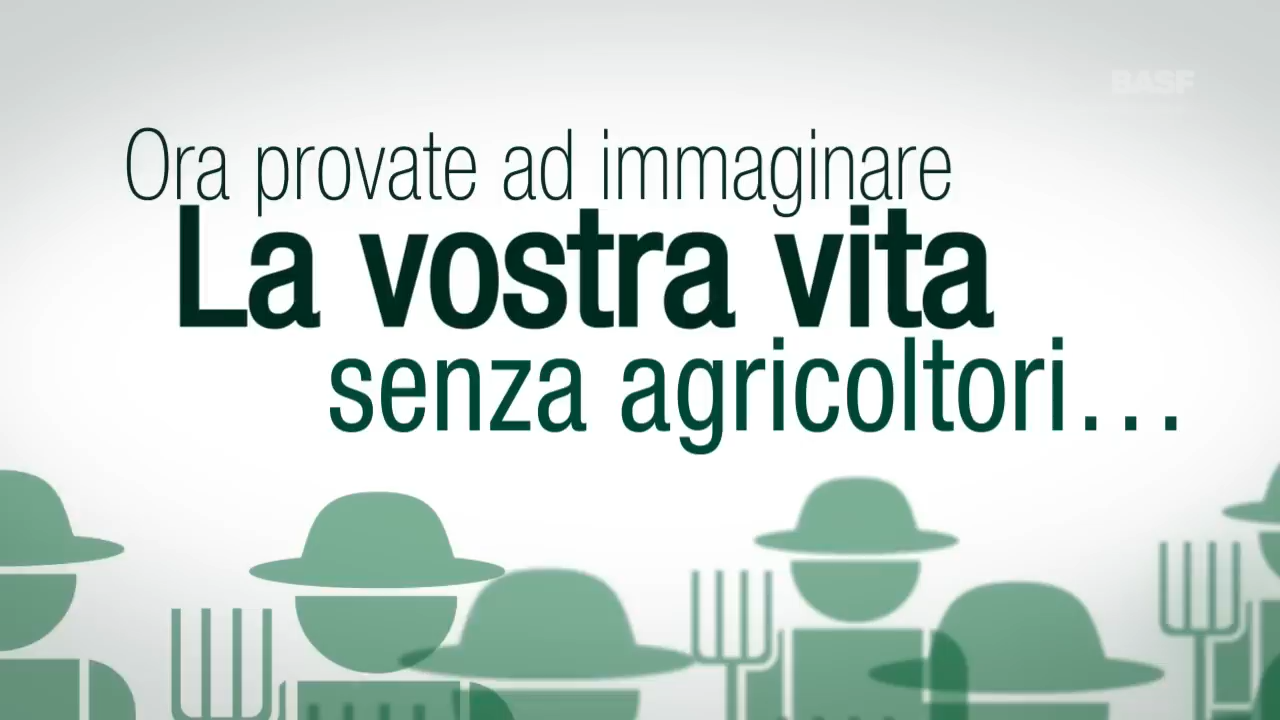 BASF
Ora provate ad immaginare
La vostra vita
senza agricoltori...